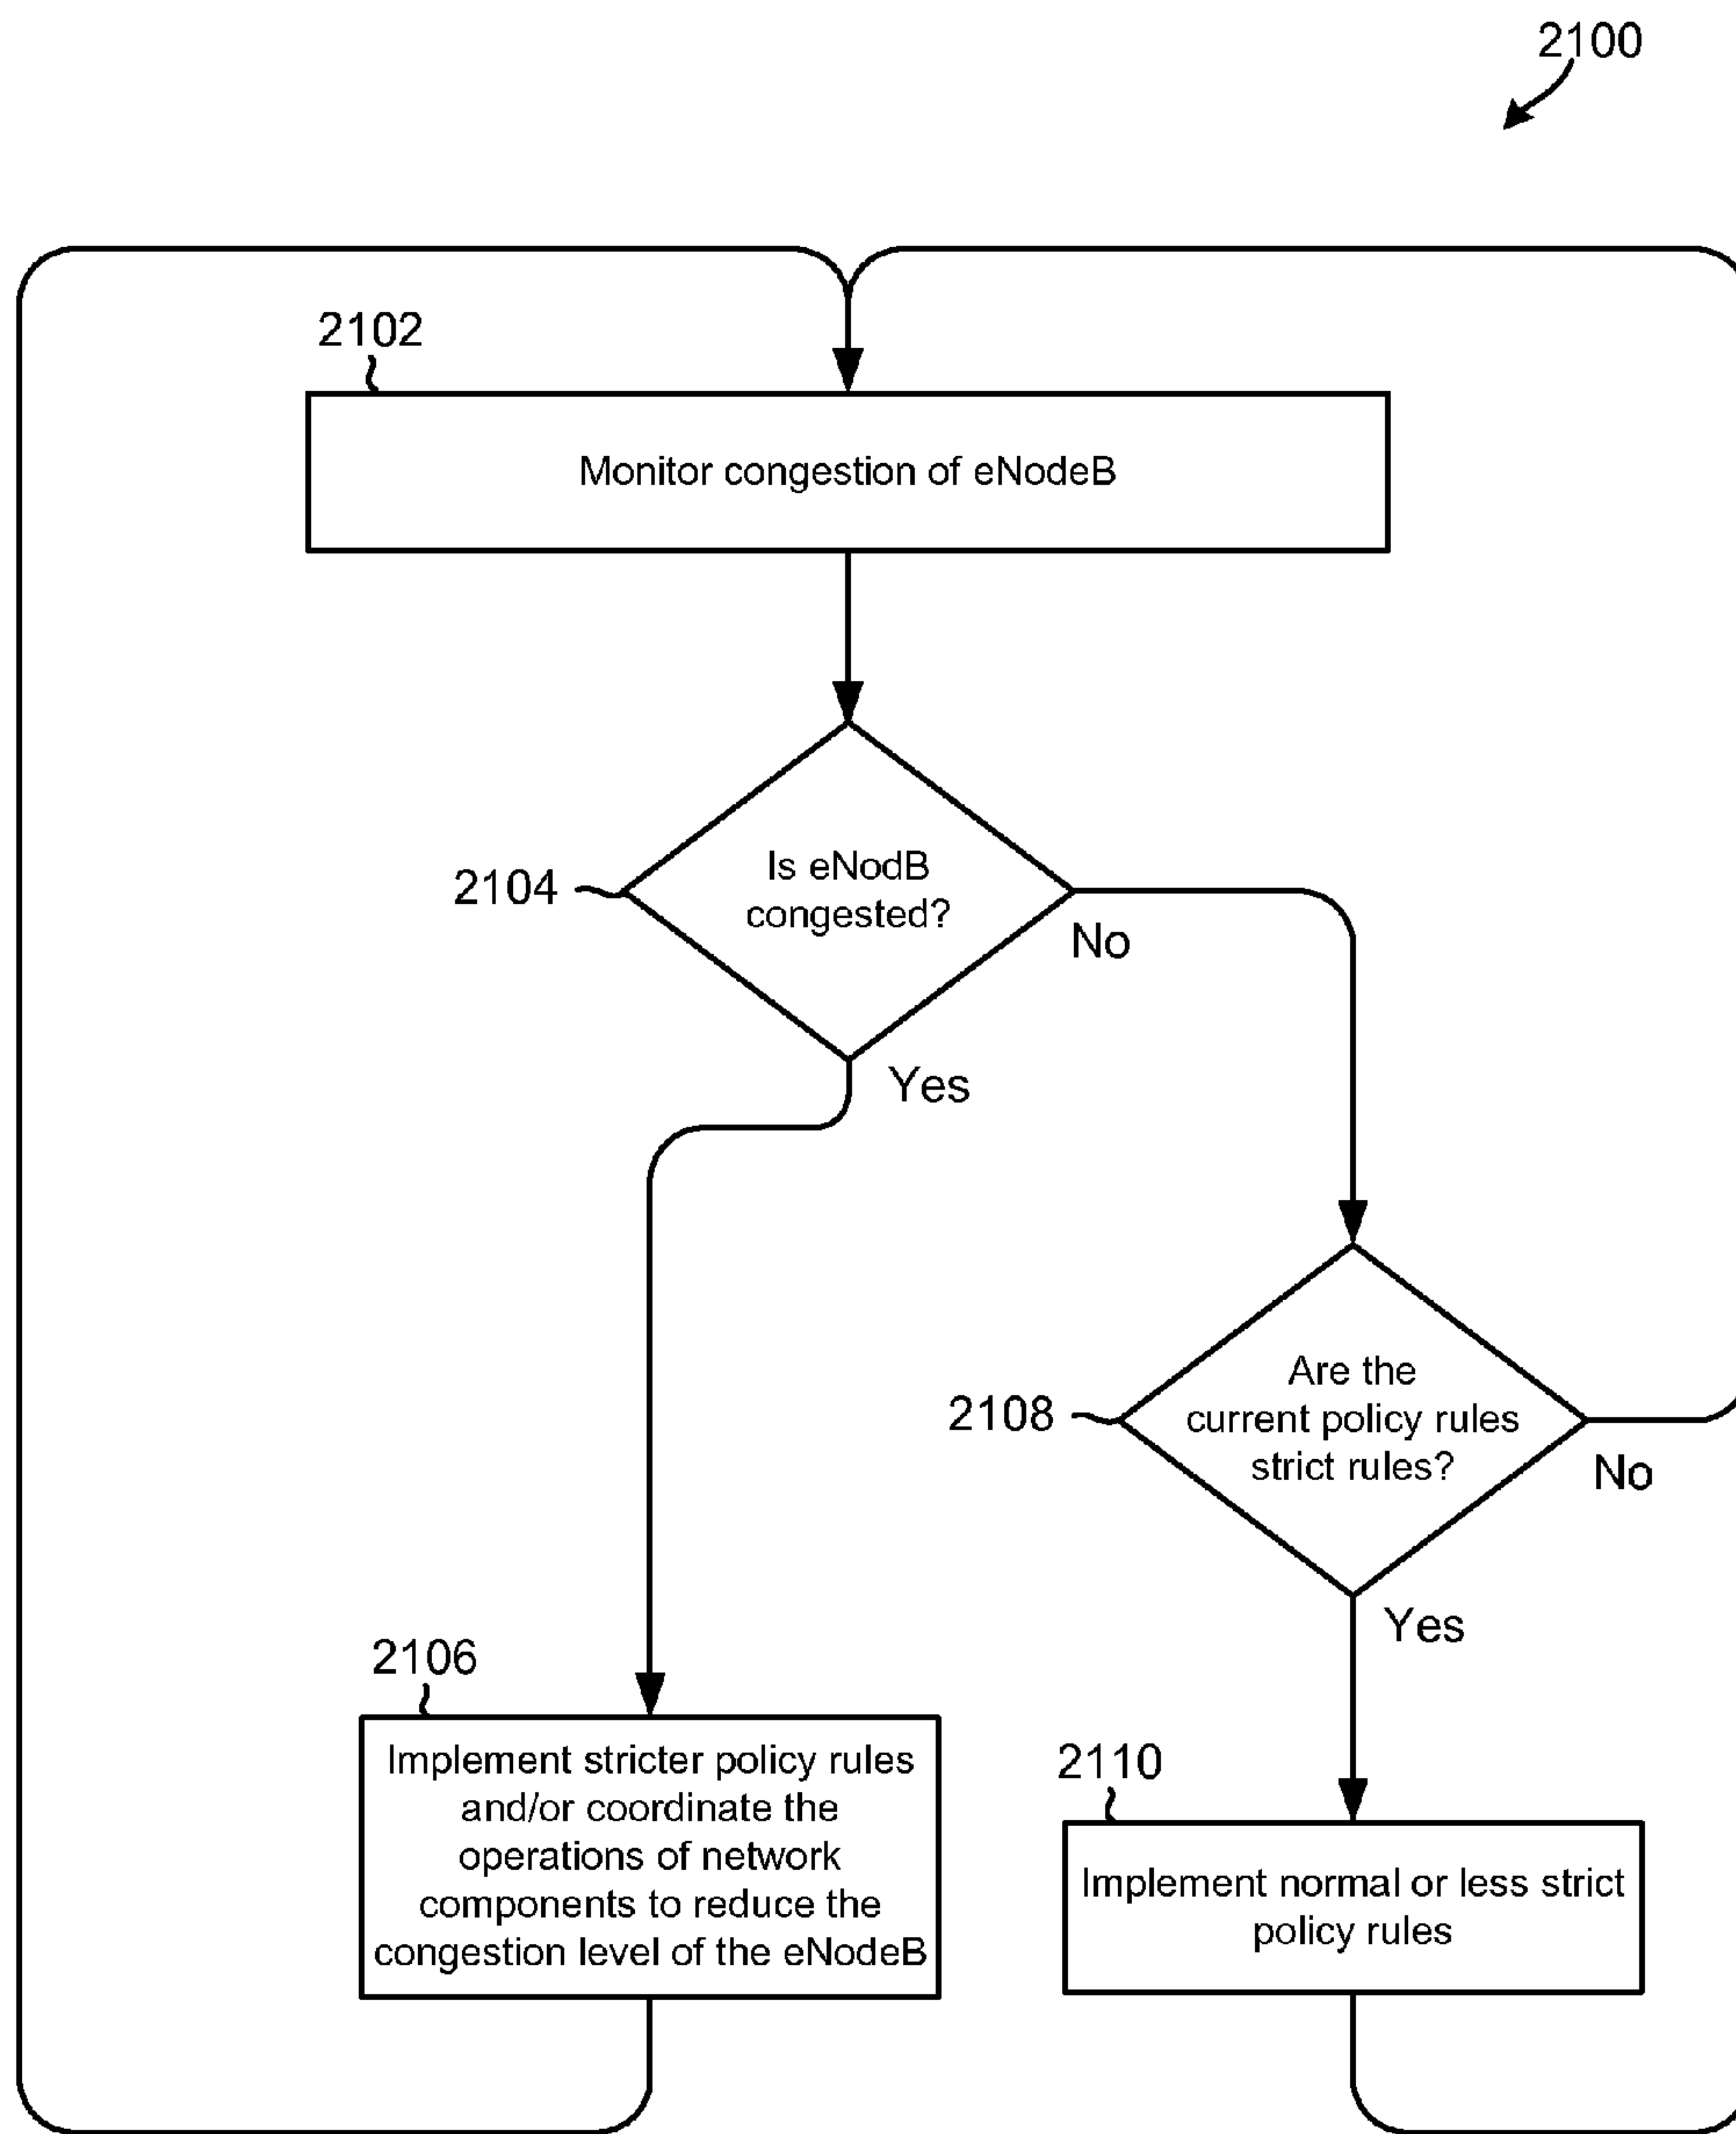 2100
2102
Monitor congestion of eNodeB
2104
Is eNodB
congested?
No
Yes
2108
Are the
current policy rules
strict rules?
No
Yes
2106
Implement stricter policy rules
and/or coordinate the
operations of network
components to reduce the
congestion level of the eNodeB
2110
Implement normal or less strict
policy rules